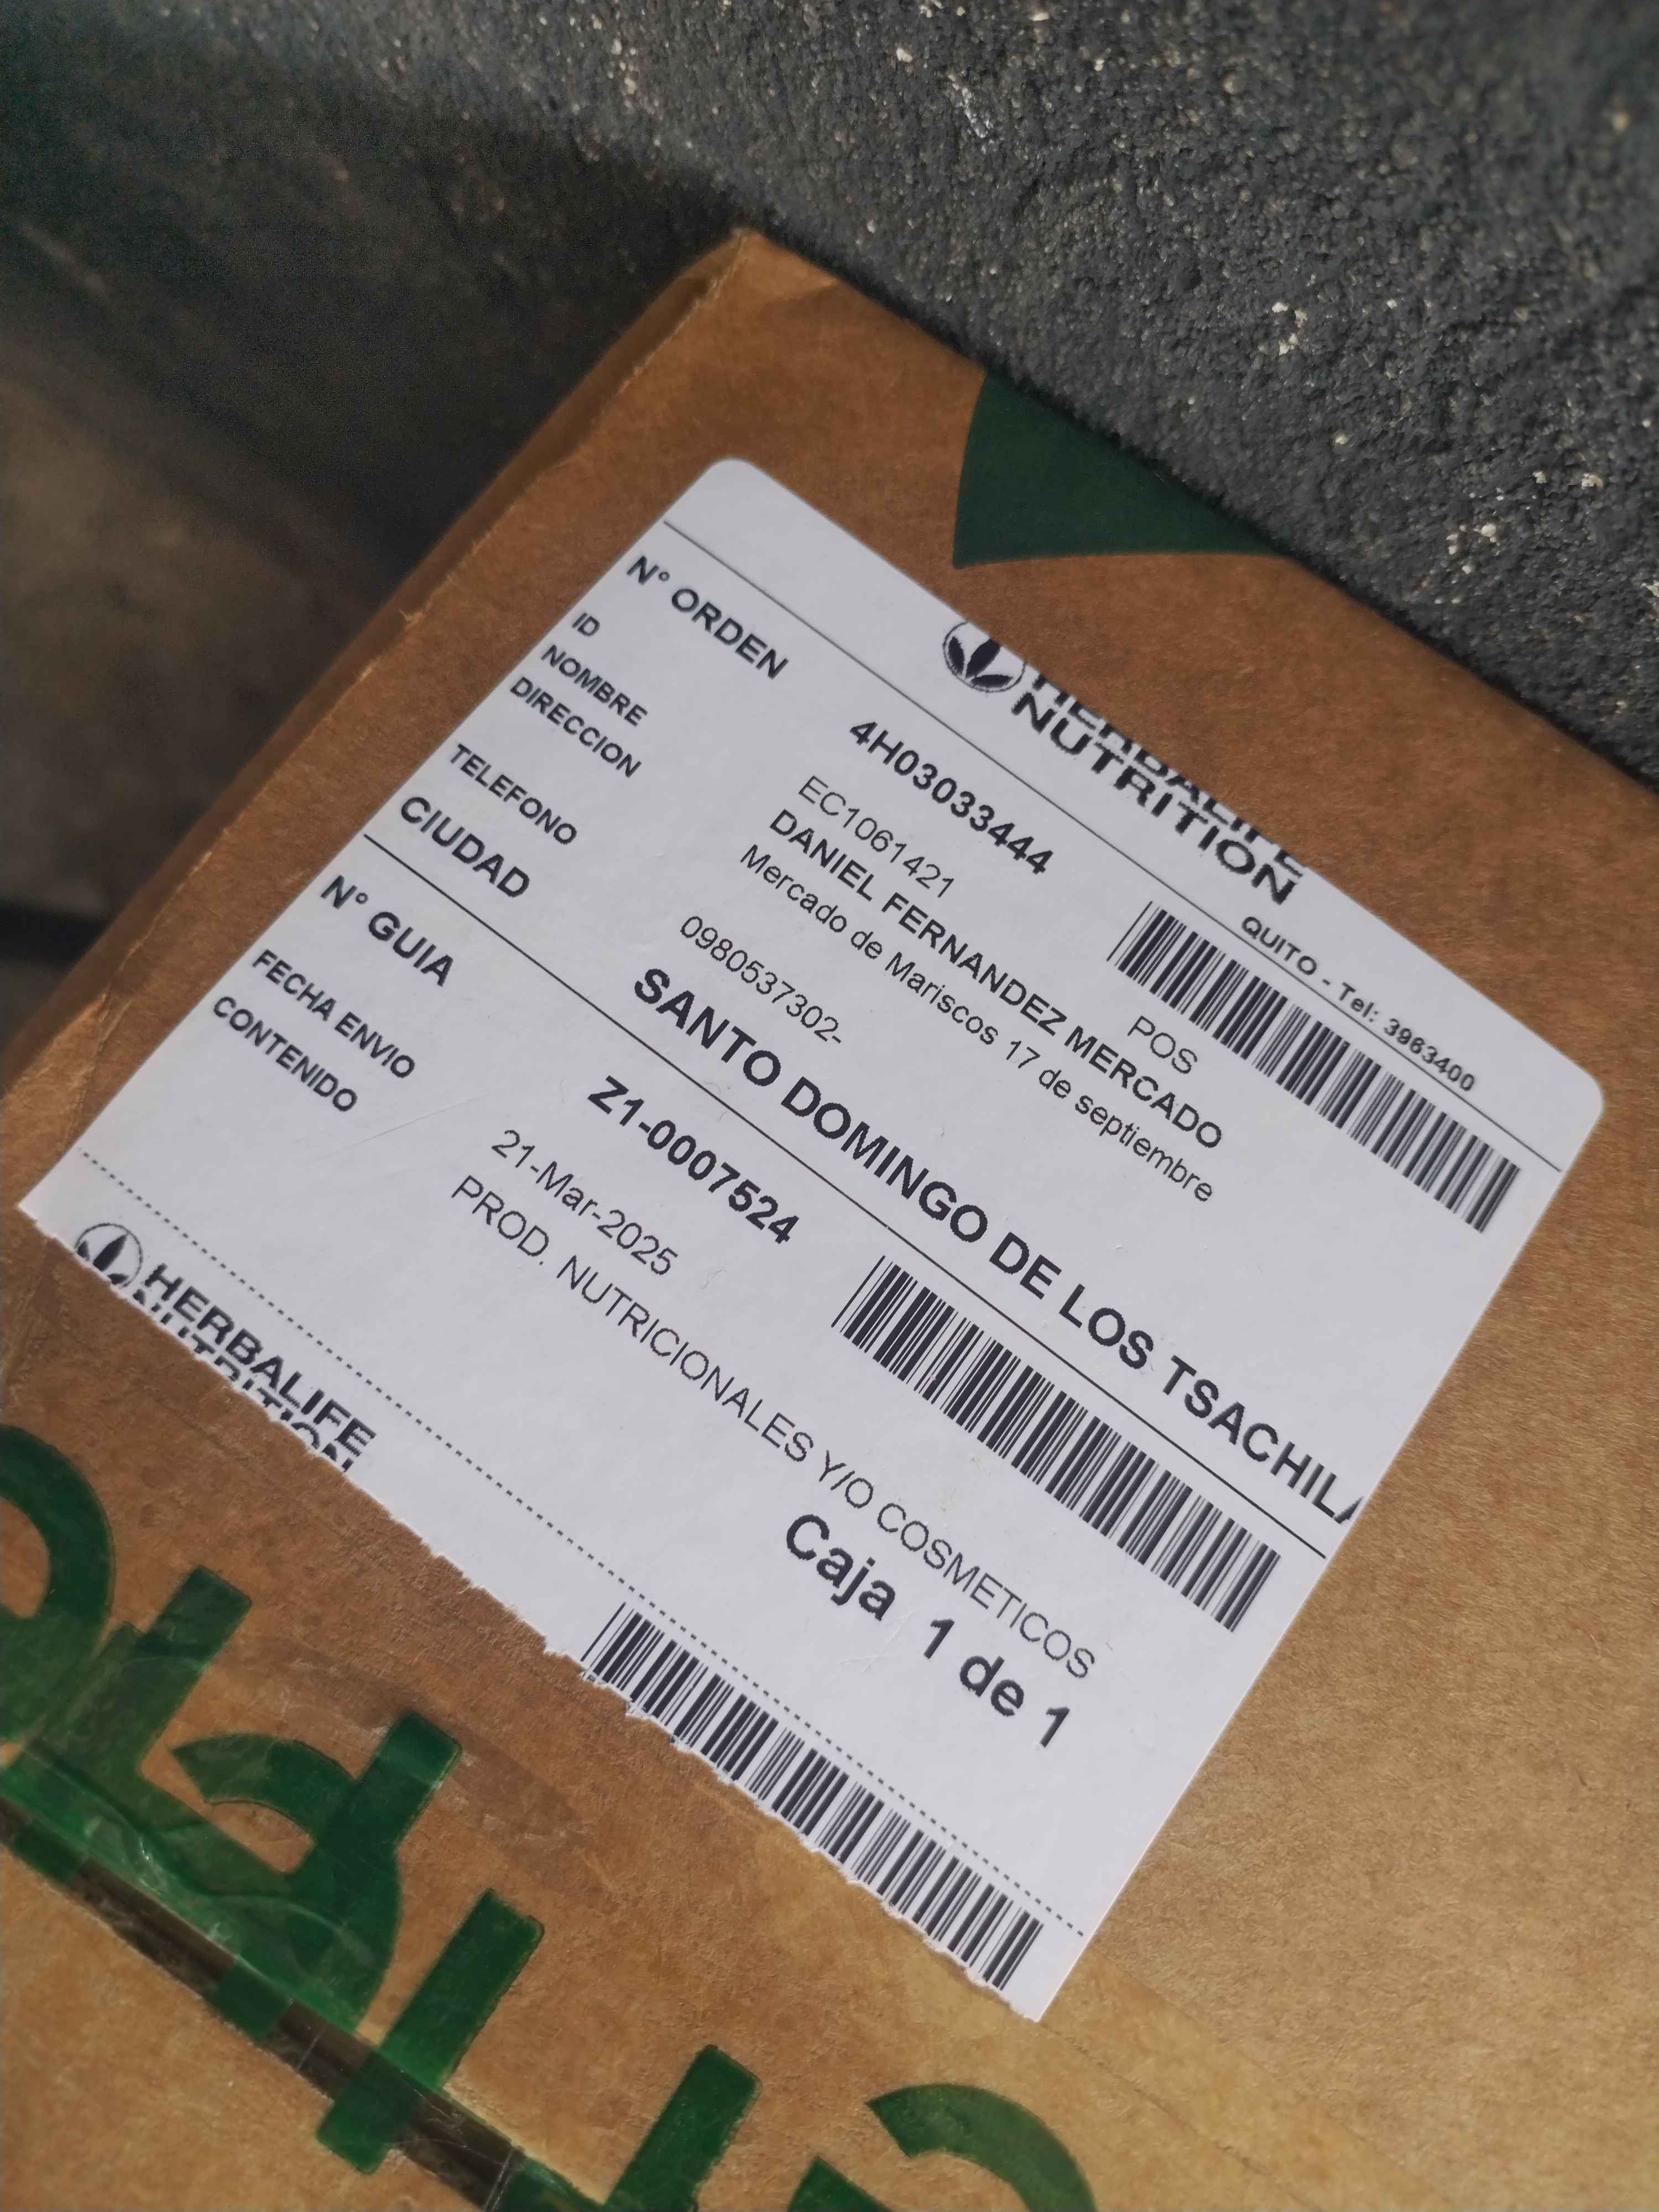 HERBALIFE
NUTRITION
QUITO - Tel: 3963400
N° ORDEN 4H03033444
ID EC1061421 POS
NOMBRE DANIEL FERNANDEZ MERCADO
DIRECCION Mercado de Mariscos 17 de septiembre
TELEFONO 0980537302-
CIUDAD SANTO DOMINGO DE LOS TSACHILA
N° GUIA Z1-0007524
FECHA ENVIO 21-Mar-2025
CONTENIDO PROD. NUTRICIONALES Y/O COSMETICOS
Caja 1 de 1
HERBALIFE
NUTRITION